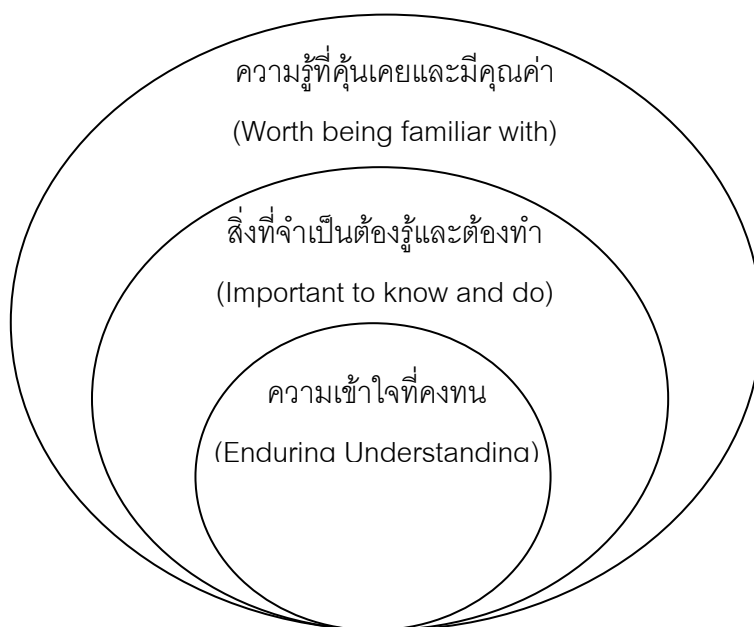 ความรู้ที่คุ้นเคยและมีคุณค่า
(Worth being familiar with)
สิ่งที่จำเป็นต้องรู้และต้องทำ
(Important to know and do)
ความเข้าใจที่คงทน
(Enduring Understanding)